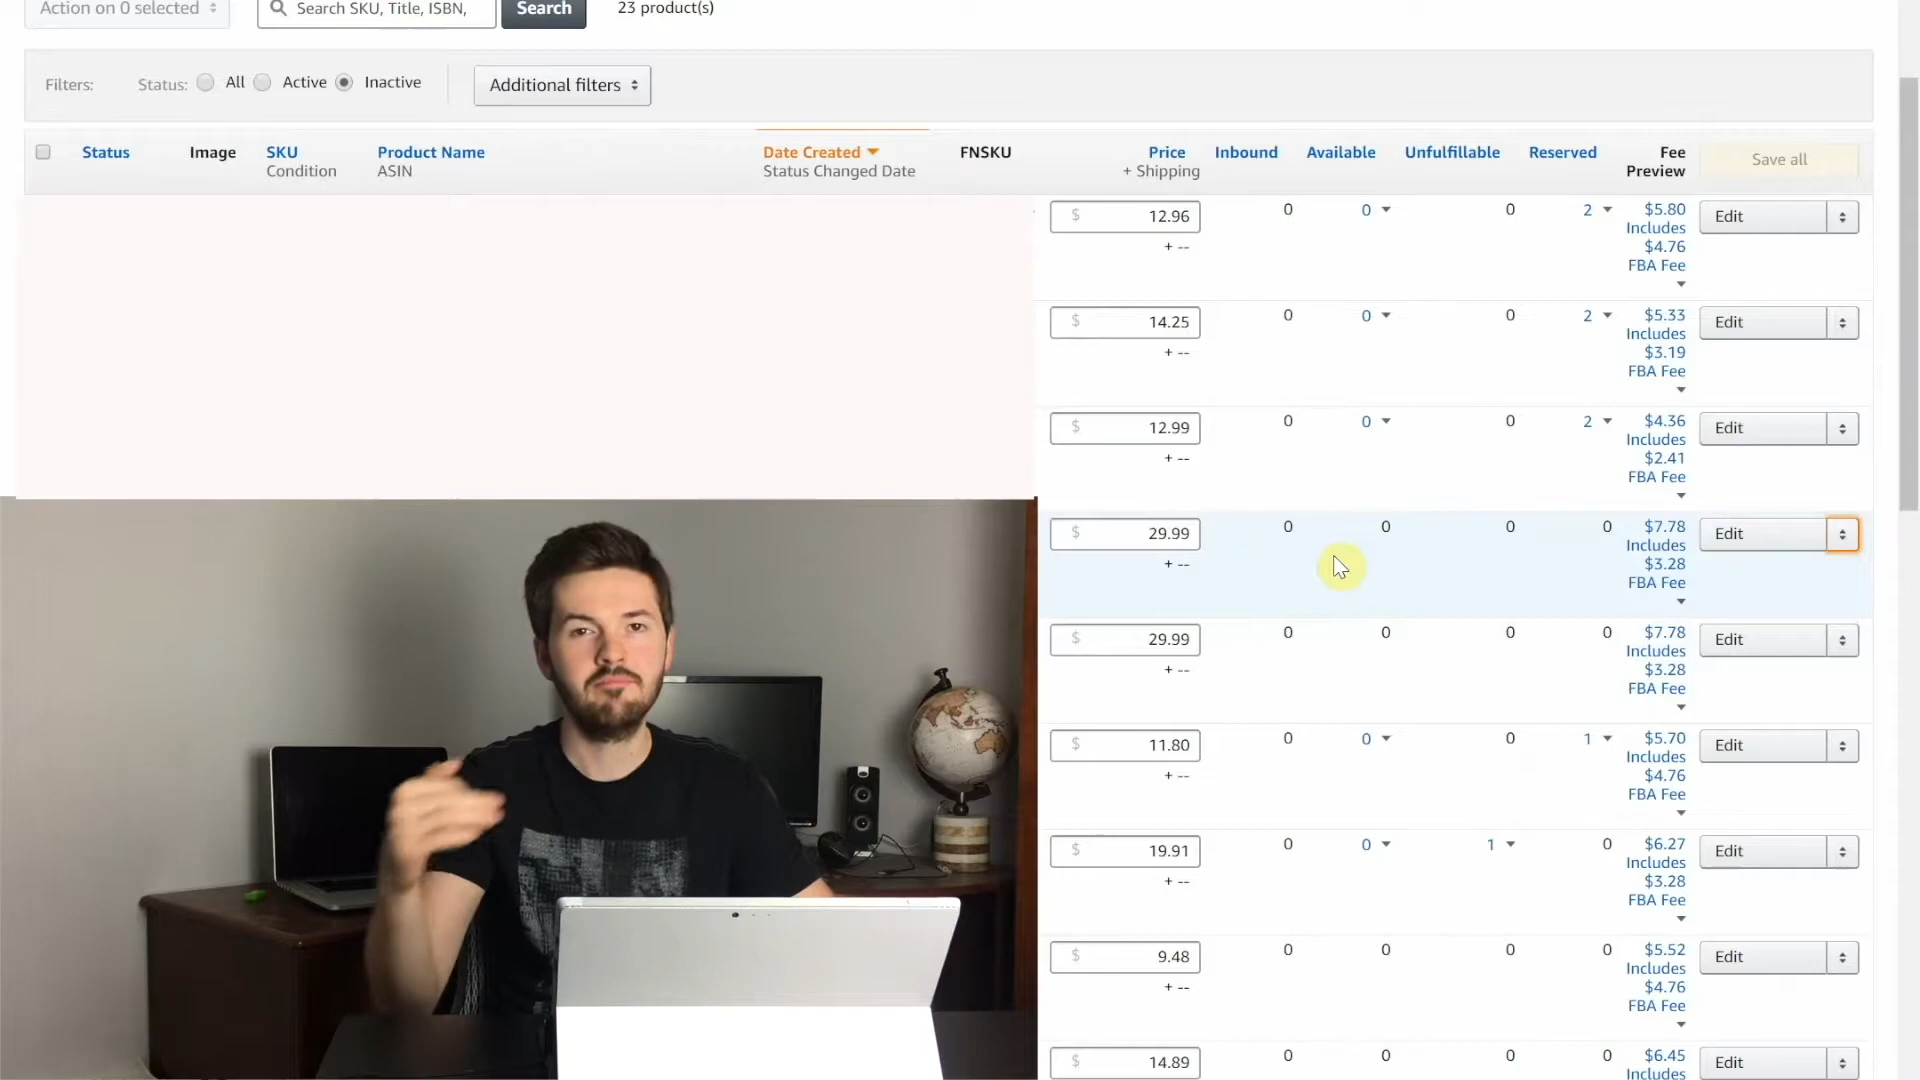 Action on 0 selected
Search SKU, Title, ISBN,
Search
23 product(s)
Filters:
Status:
All
Active
Inactive
Additional filters
Status
Image
SKU
Condition
Product Name
ASIN
Date Created
Status Changed Date
FNSKU
Price
+ Shipping
Inbound
Available
Unfulfillable
Reserved
Fee
Preview
Save all
$ 12.96
+ --
0
0
0
2
$5.80
Includes
$4.76
FBA Fee
Edit
$ 14.25
+ --
0
0
0
2
$5.33
Includes
$3.19
FBA Fee
Edit
$ 12.99
+ --
0
0
0
2
$4.36
Includes
$2.41
FBA Fee
Edit
$ 29.99
+ --
0
0
0
0
$7.78
Includes
$3.28
FBA Fee
Edit
$ 29.99
+ --
0
0
0
0
$7.78
Includes
$3.28
FBA Fee
Edit
$ 11.80
+ --
0
0
0
1
$5.70
Includes
$4.76
FBA Fee
Edit
$ 19.91
+ --
0
0
1
0
$6.27
Includes
$3.28
FBA Fee
Edit
$ 9.48
+ --
0
0
0
0
$5.52
Includes
$4.76
FBA Fee
Edit
$ 14.89
0
0
0
0
$6.45
Includes
Edit